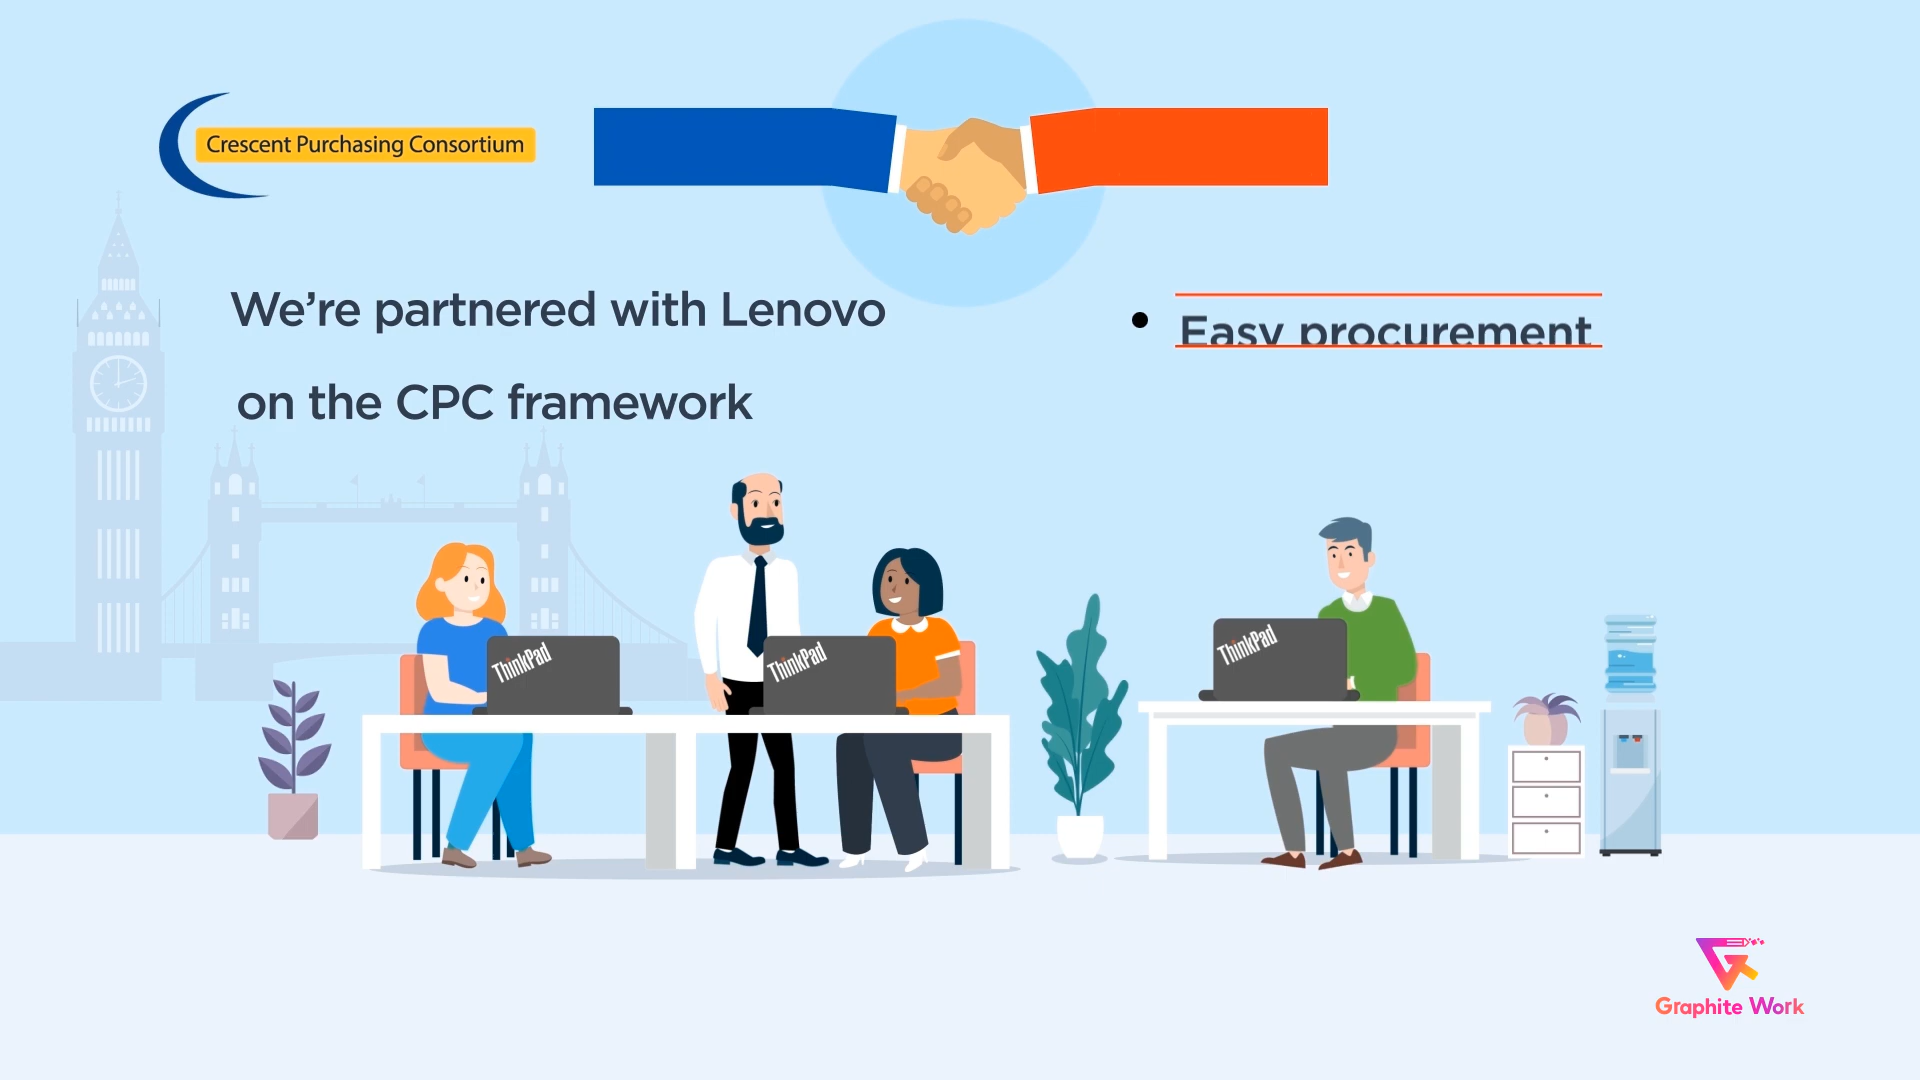 Crescent Purchasing Consortium
We’re partnered with Lenovo
on the CPC framework
• Easy procurement
ThinkPad
ThinkPad
ThinkPad
Graphite Work